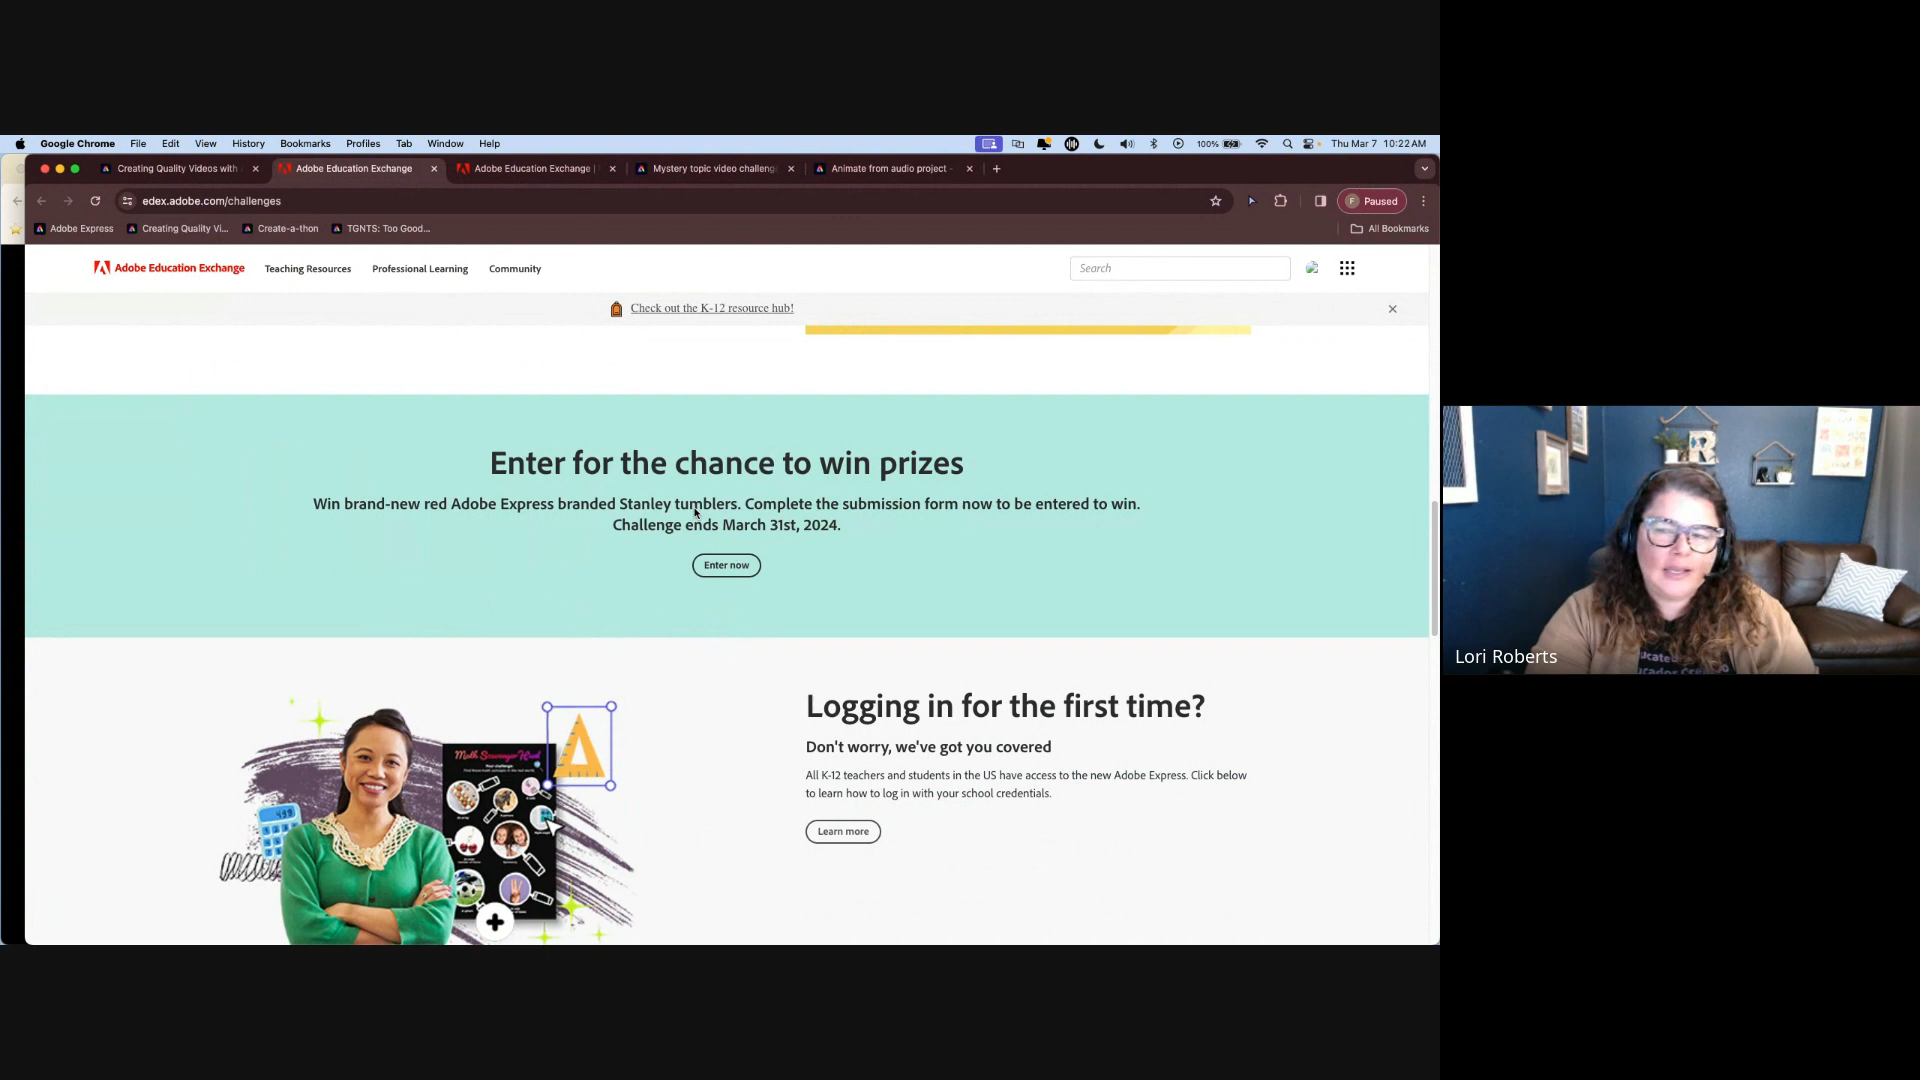 Google Chrome File Edit View History Bookmarks Profiles Tab Window Help
100% Thu Mar 7 10:22 AM
Creating Quality Videos with
Adobe Education Exchange
Adobe Education Exchange |
Mystery topic video challeng
Animate from audio project -
edex.adobe.com/challenges
F Paused
Adobe Express
Creating Quality Vi...
Create-a-thon
TGNTS: Too Good...
All Bookmarks
Adobe Education Exchange
Teaching Resources
Professional Learning
Community
Search
Check out the K-12 resource hub!
Enter for the chance to win prizes
Win brand-new red Adobe Express branded Stanley tumblers. Complete the submission form now to be entered to win.
Challenge ends March 31st, 2024.
Enter now
Logging in for the first time?
Don't worry, we've got you covered
All K-12 teachers and students in the US have access to the new Adobe Express. Click below
to learn how to log in with your school credentials.
Learn more
Math Scavenger Hunt
Lori Roberts
R